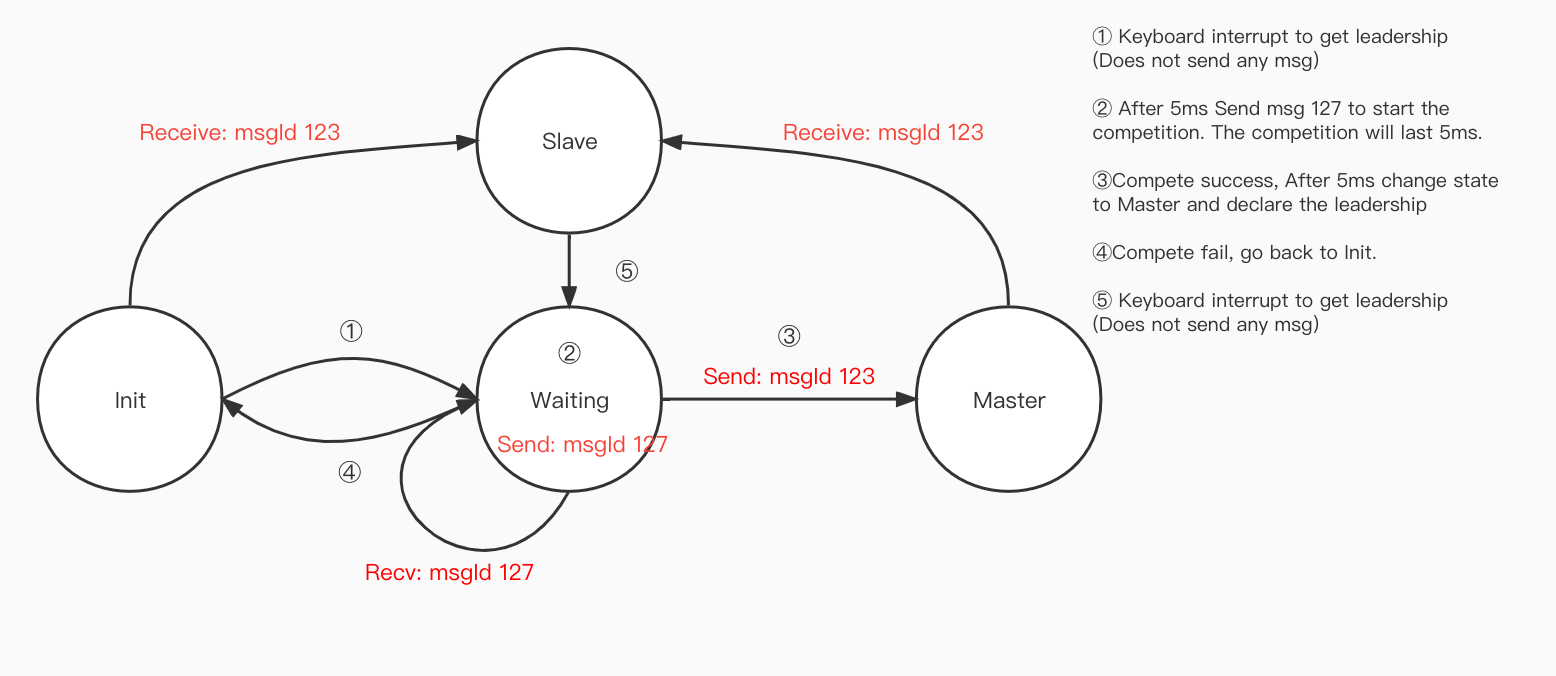 ① Keyboard interrupt to get leadership
(Does not send any msg)
② After 5ms Send msg 127 to start the
competition. The competition will last 5ms.
③Compete success, After 5ms change state
to Master and declare the leadership
④Compete fail, go back to Init.
⑤ Keyboard interrupt to get leadership
(Does not send any msg)
Receive: msgId 123
Slave
Receive: msgId 123
⑤
①
②
③
Send: msgId 123
Init
Waiting
Master
Send: msgId 127
④
Recv: msgId 127